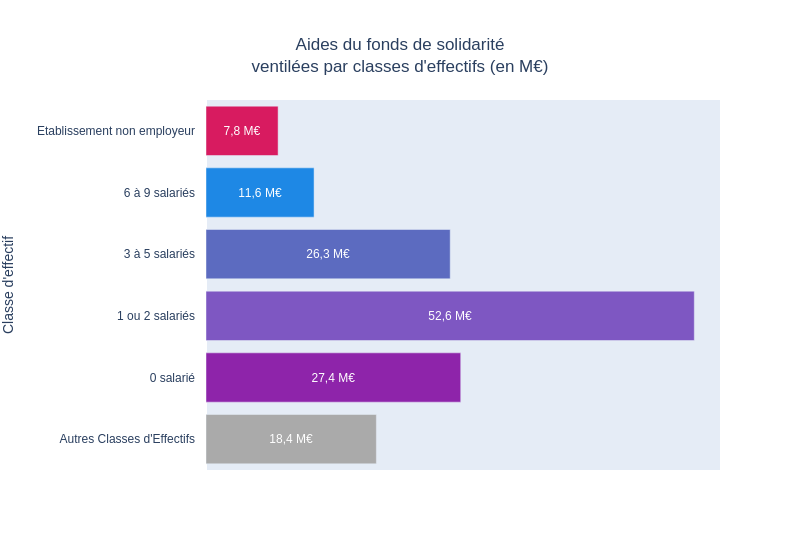 Aides du fonds de solidarité
ventilées par classes d'effectifs (en M€)
Classe d'effectif
Etablissement non employeur
7,8 M€
6 à 9 salariés
11,6 M€
3 à 5 salariés
26,3 M€
1 ou 2 salariés
52,6 M€
0 salarié
27,4 M€
Autres Classes d'Effectifs
18,4 M€